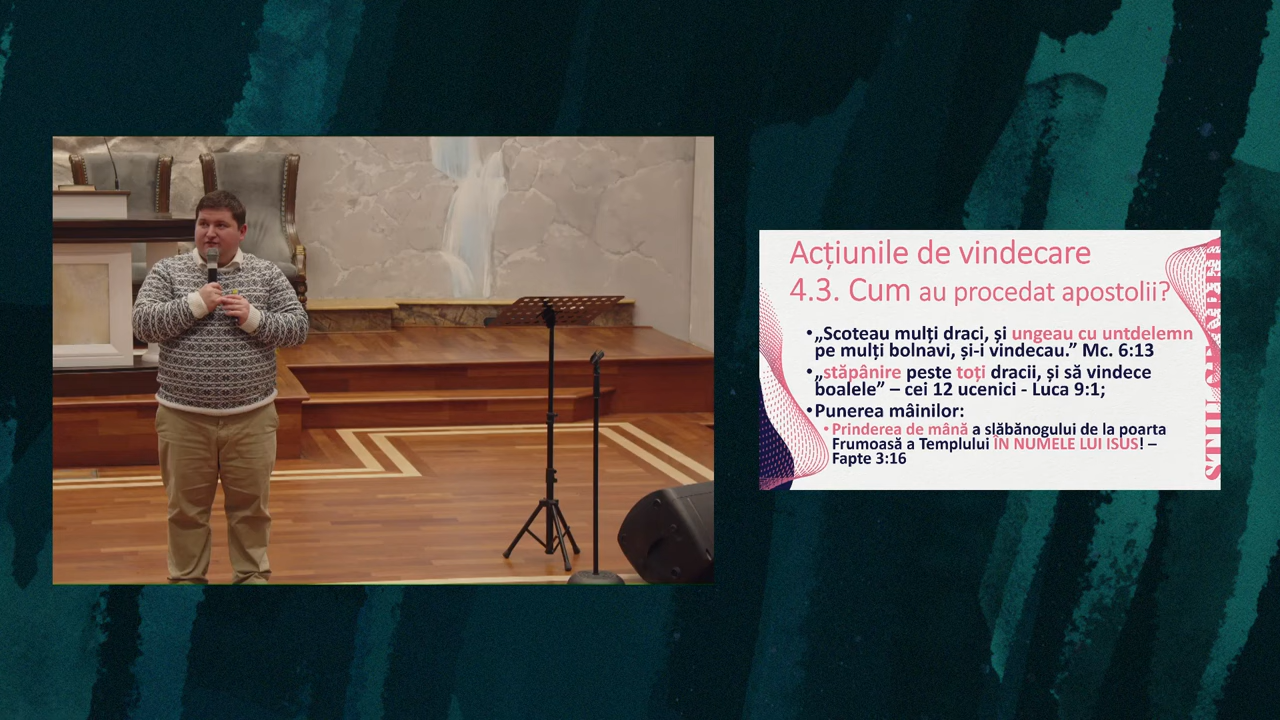 Acțiunile de vindecare
4.3. Cum au procedat apostolii?
•„Scoteau mulți draci, și ungeau cu untdelemn
pe mulți bolnavi, și-i vindecau.” Mc. 6:13
•„stăpânire peste toți dracii, și să vindece
boalele” – cei 12 ucenici - Luca 9:1;
•Punerea mâinilor:
•Prinderea de mână a slăbănogului de la poarta
Frumoasă a Templului ÎN NUMELE LUI ISUS! –
Fapte 3:16